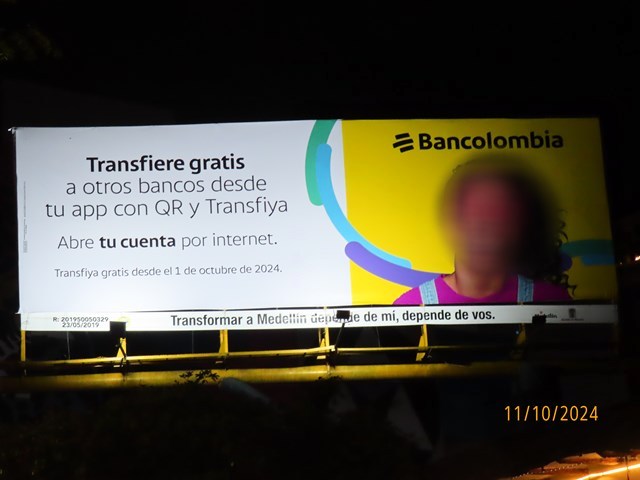 Bancolombia
Transfiere gratis
a otros bancos desde
tu app con QR y Transfiya
Abre tu cuenta por internet.
Transfiya gratis desde el 1 de octubre de 2024.
R: 201950050329
23/05/2019
Transformar a Medellín depende de mi, depende de vos.
11/10/2024